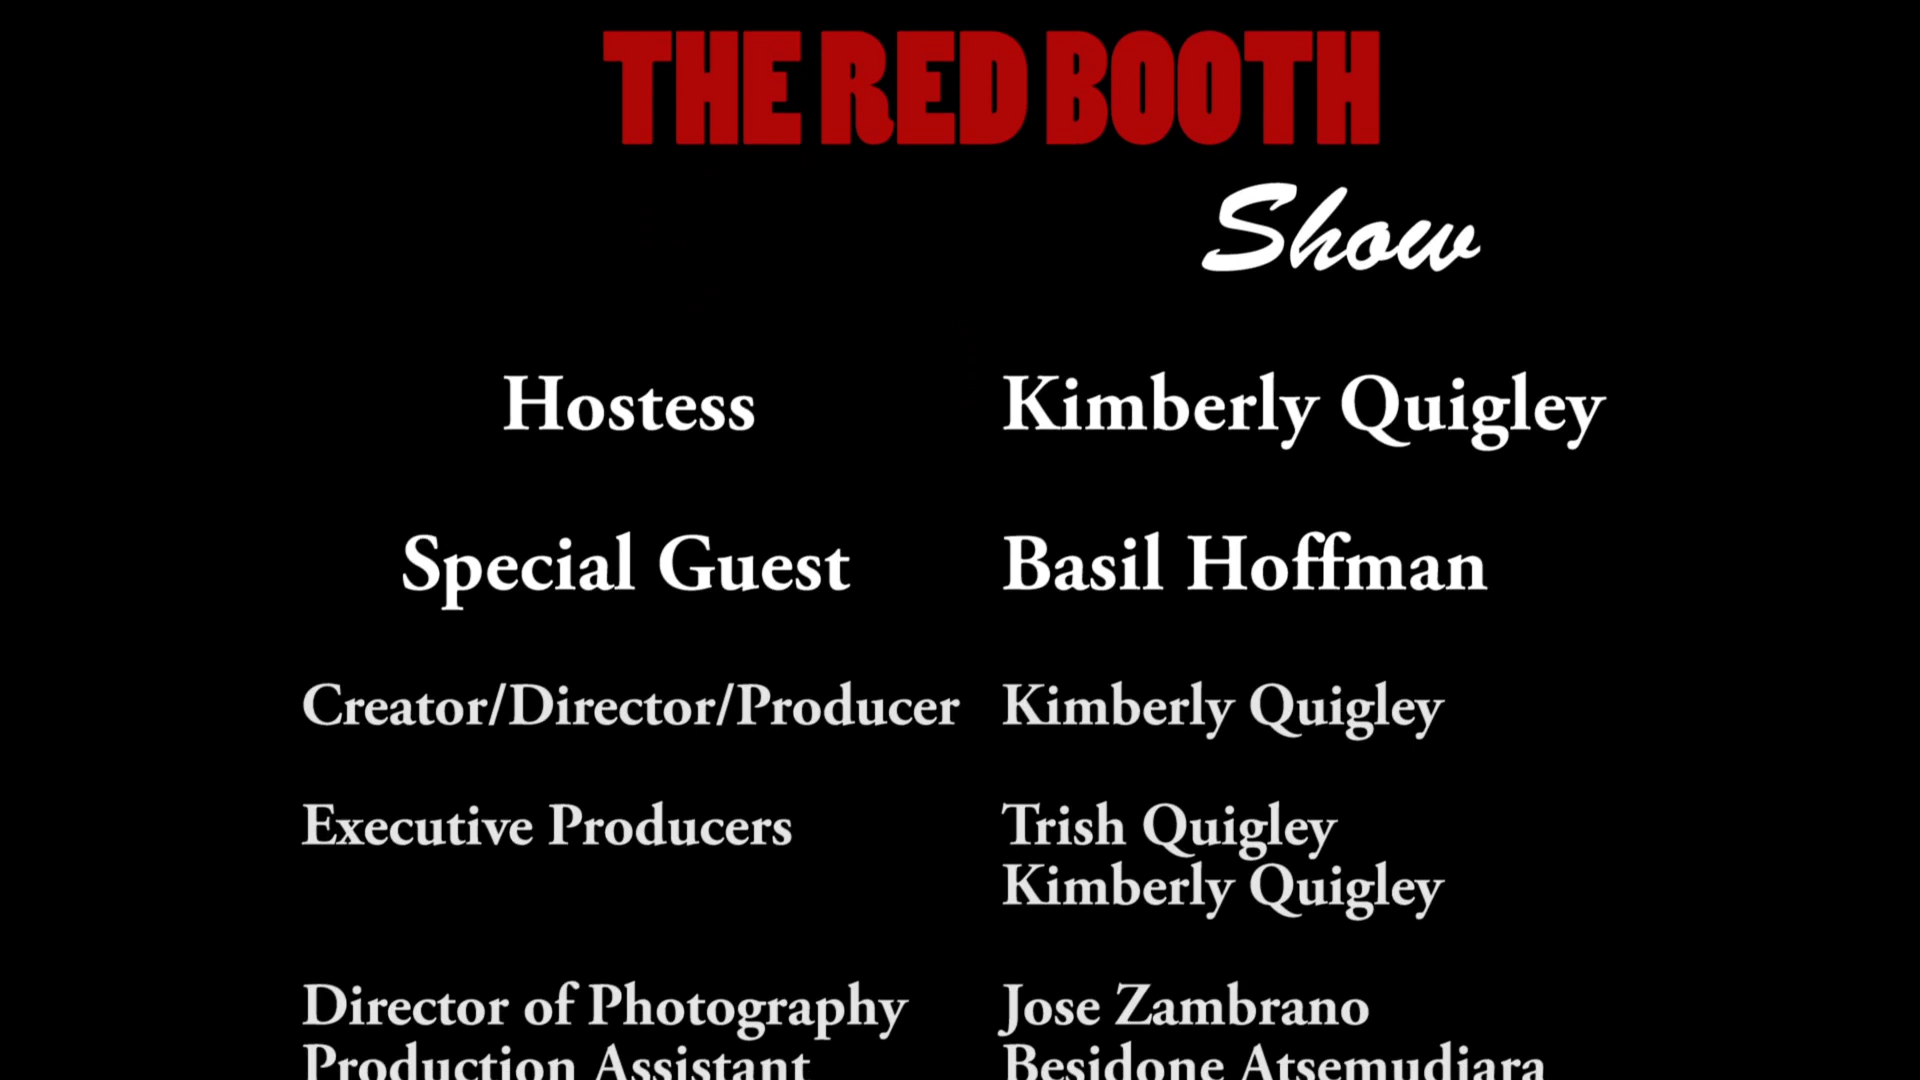 THE RED BOOTH
Show
Hostess Kimberly Quigley
Special Guest Basil Hoffman
Creator/Director/Producer Kimberly Quigley
Executive Producers Trish Quigley
Kimberly Quigley
Director of Photography Jose Zambrano
Production Assistant Besidone Atsemudiara